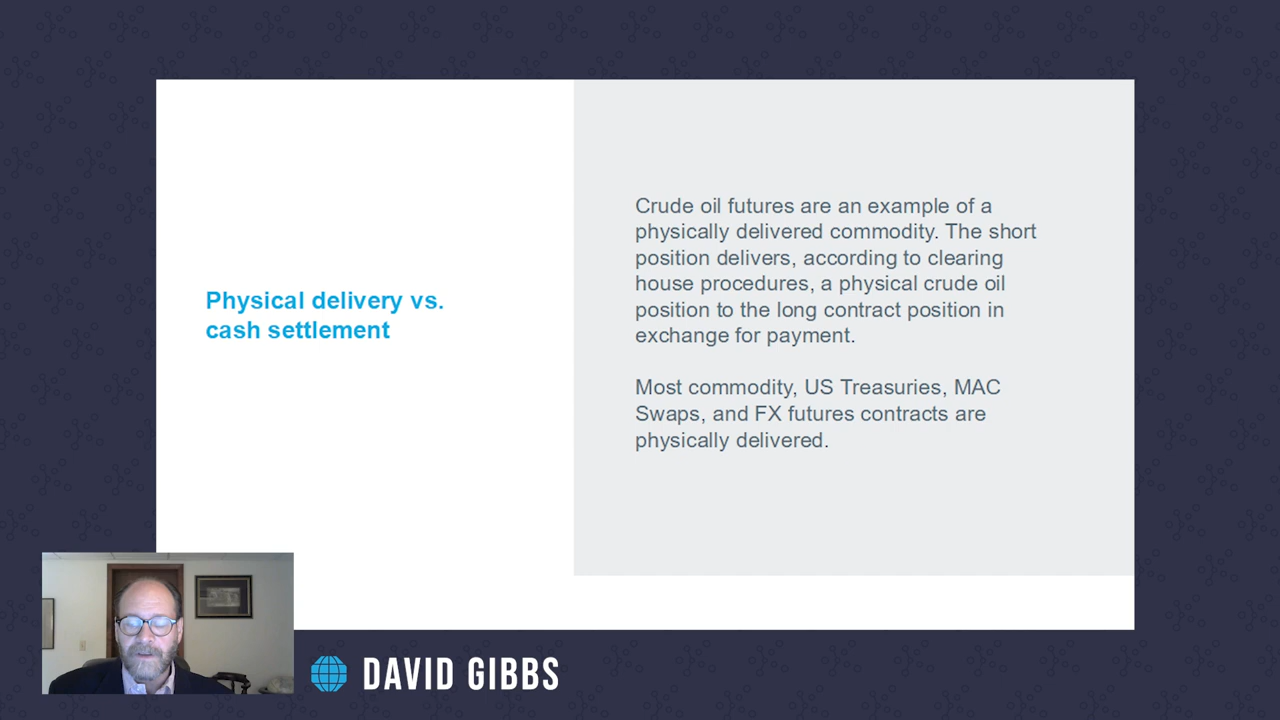 Physical delivery vs.
cash settlement
Crude oil futures are an example of a
physically delivered commodity. The short
position delivers, according to clearing
house procedures, a physical crude oil
position to the long contract position in
exchange for payment.
Most commodity, US Treasuries, MAC
Swaps, and FX futures contracts are
physically delivered.
DAVID GIBBS